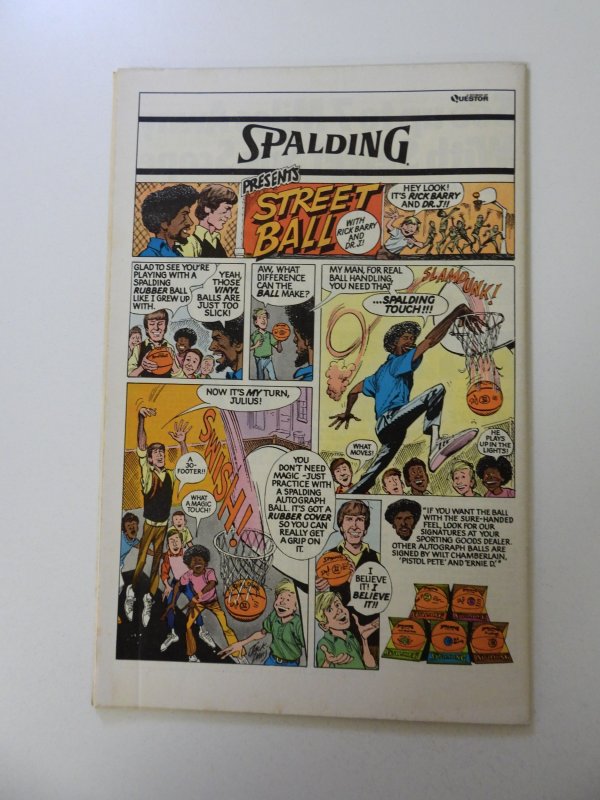 QUESTOR
SPALDING
PRESENTS
STREET
BALL
WITH
RICK BARRY
AND
DR. J!
HEY LOOK!
IT'S RICK BARRY
AND DR. J!!
GLAD TO SEE YOU'RE
PLAYING WITH A
SPALDING
RUBBER BALL
LIKE I GREW UP
WITH.
YEAH,
THOSE
VINYL
BALLS ARE
JUST TOO
SLICK!
AW, WHAT
DIFFERENCE
CAN THE
BALL MAKE?
MY MAN, FOR REAL
BALL HANDLING,
YOU NEED THAT
...SPALDING
TOUCH!!!
SLAMDUNK!
WHAT
MOVES!
HE
PLAYS
UP IN THE
LIGHTS!
NOW IT'S MY TURN,
JULIUS!
A
30-
FOOTER!!
WHAT
A MAGIC
TOUCH!
SWISH!
YOU
DON'T NEED
MAGIC -JUST
PRACTICE WITH
A SPALDING
AUTOGRAPH
BALL. IT'S GOT A
RUBBER COVER
SO YOU CAN
REALLY GET
A GRIP ON
IT.
I
BELIEVE
IT! I
BELIEVE
IT!!
"IF YOU WANT THE BALL
WITH THE SURE-HANDED
FEEL, LOOK FOR OUR
SIGNATURES AT YOUR
SPORTING GOODS DEALER.
OTHER AUTOGRAPH BALLS ARE
SIGNED BY WILT CHAMBERLAIN,
'PISTOL PETE' AND 'ERNIE D.'"